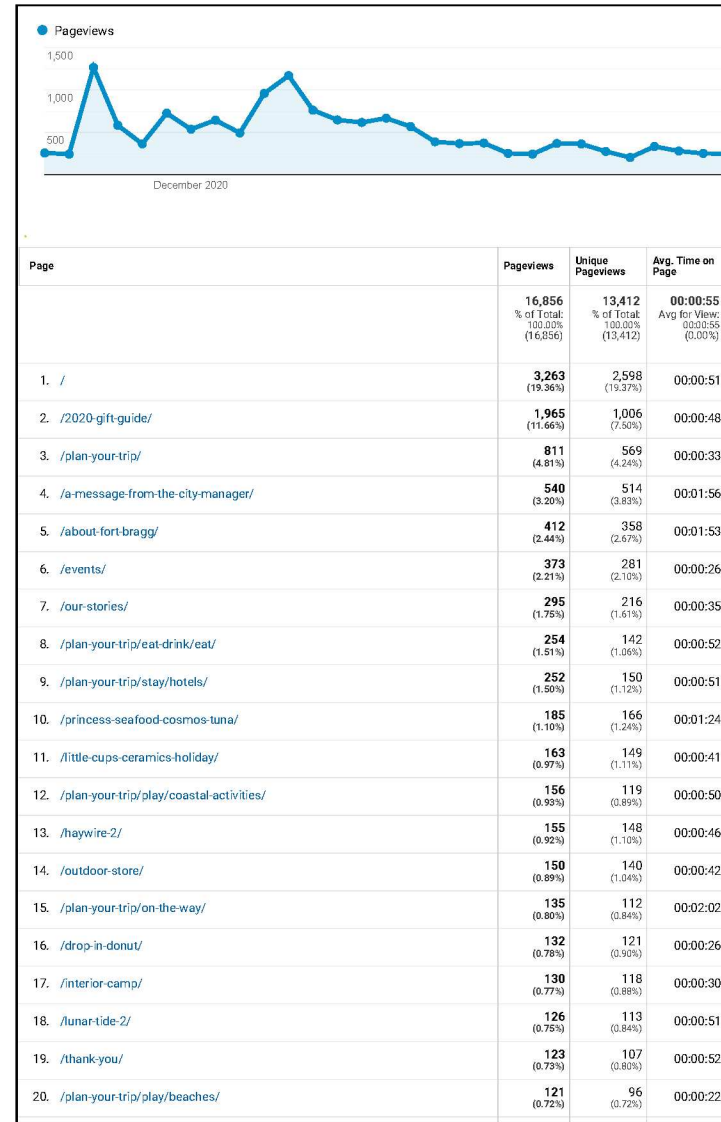 Pageviews
1,500
1,000
500
December 2020
Page Pageviews Unique Pageviews Avg. Time on Page
16,856 13,412 00:00:55
% of Total: % of Total: Avg for View:
100.00% 100.00% 00:00:55
(16,856) (13,412) (0.00%)
1. / 3,263 2,598 00:00:51
(19.36%) (19.37%)
2. /2020-gift-guide/ 1,965 1,006 00:00:48
(11.66%) (7.50%)
3. /plan-your-trip/ 811 569 00:00:33
(4.81%) (4.24%)
4. /a-message-from-the-city-manager/ 540 514 00:01:56
(3.20%) (3.83%)
5. /about-fort-bragg/ 412 358 00:01:53
(2.44%) (2.67%)
6. /events/ 373 281 00:00:26
(2.21%) (2.10%)
7. /our-stories/ 295 216 00:00:35
(1.75%) (1.61%)
8. /plan-your-trip/eat-drink/eat/ 254 142 00:00:52
(1.51%) (1.06%)
9. /plan-your-trip/stay/hotels/ 252 150 00:00:51
(1.50%) (1.12%)
10. /princess-seafood-cosmos-tuna/ 185 166 00:01:24
(1.10%) (1.24%)
11. /little-cups-ceramics-holiday/ 163 149 00:00:41
(0.97%) (1.11%)
12. /plan-your-trip/play/coastal-activities/ 156 119 00:00:50
(0.93%) (0.89%)
13. /haywire-2/ 155 148 00:00:46
(0.92%) (1.10%)
14. /outdoor-store/ 150 140 00:00:42
(0.89%) (1.04%)
15. /plan-your-trip/on-the-way/ 135 112 00:02:02
(0.80%) (0.84%)
16. /drop-in-donut/ 132 121 00:00:26
(0.78%) (0.90%)
17. /interior-camp/ 130 118 00:00:30
(0.77%) (0.88%)
18. /lunar-tide-2/ 126 113 00:00:51
(0.75%) (0.84%)
19. /thank-you/ 123 107 00:00:52
(0.73%) (0.80%)
20. /plan-your-trip/play/beaches/ 121 96 00:00:22
(0.72%) (0.72%)